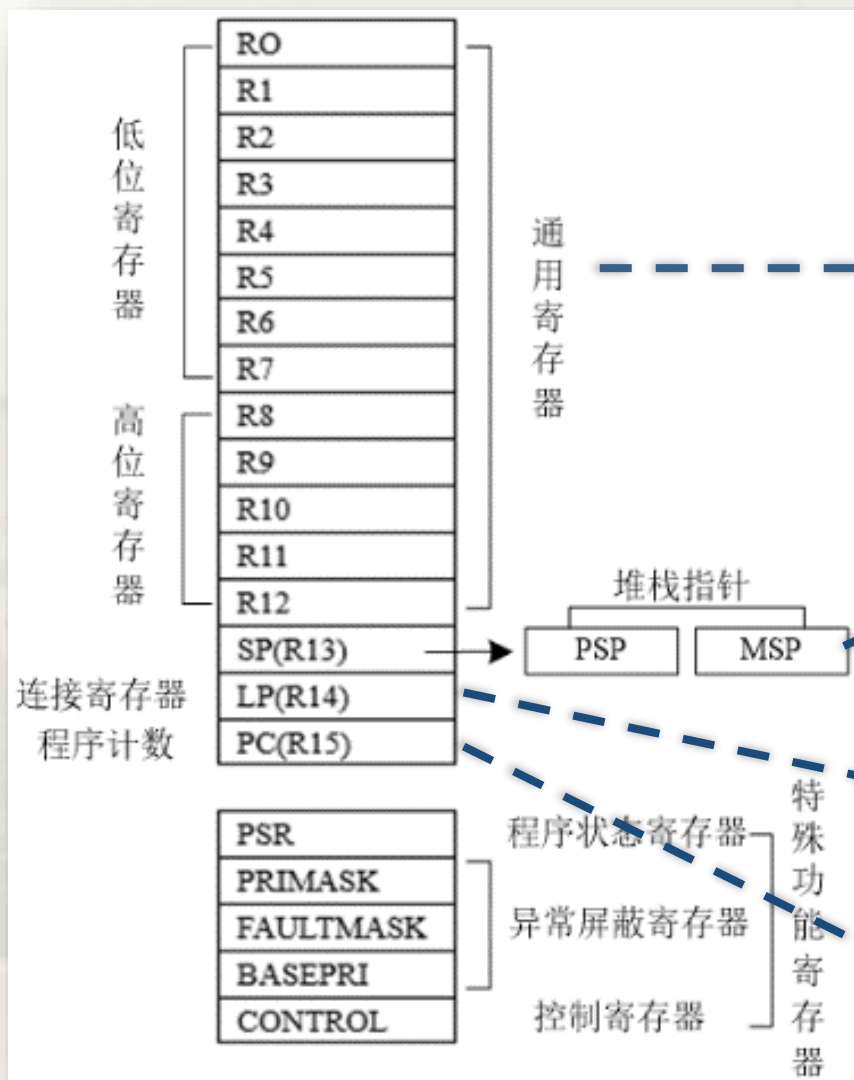 RO
R1
R2
R3
R4
R5
R6
R7
R8
R9
R10
R11
R12
SP(R13)
LP(R14)
PC(R15)
低位寄存器
高位寄存器
通用寄存器
堆栈指针
PSP
MSP
连接寄存器
程序计数
PSR
PRIMASK
FAULTMASK
BASEPRI
CONTROL
程序状态寄存器
异常屏蔽寄存器
控制寄存器
特殊功能寄存器